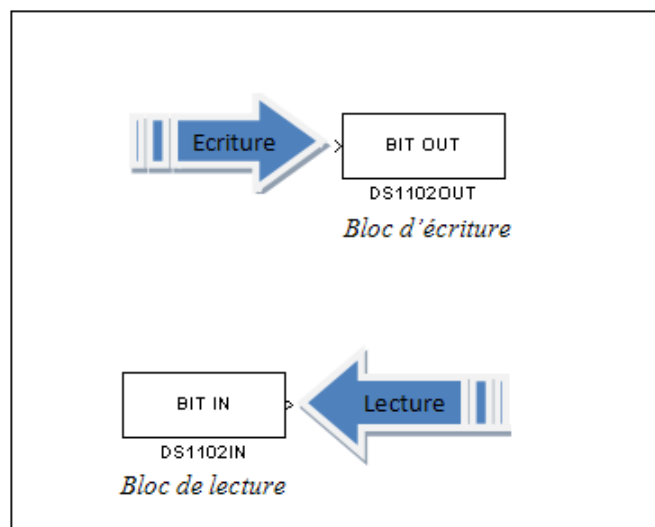 Ecriture
BIT OUT
DS1102OUT
Bloc d'écriture
BIT IN
Lecture
DS1102IN
Bloc de lecture